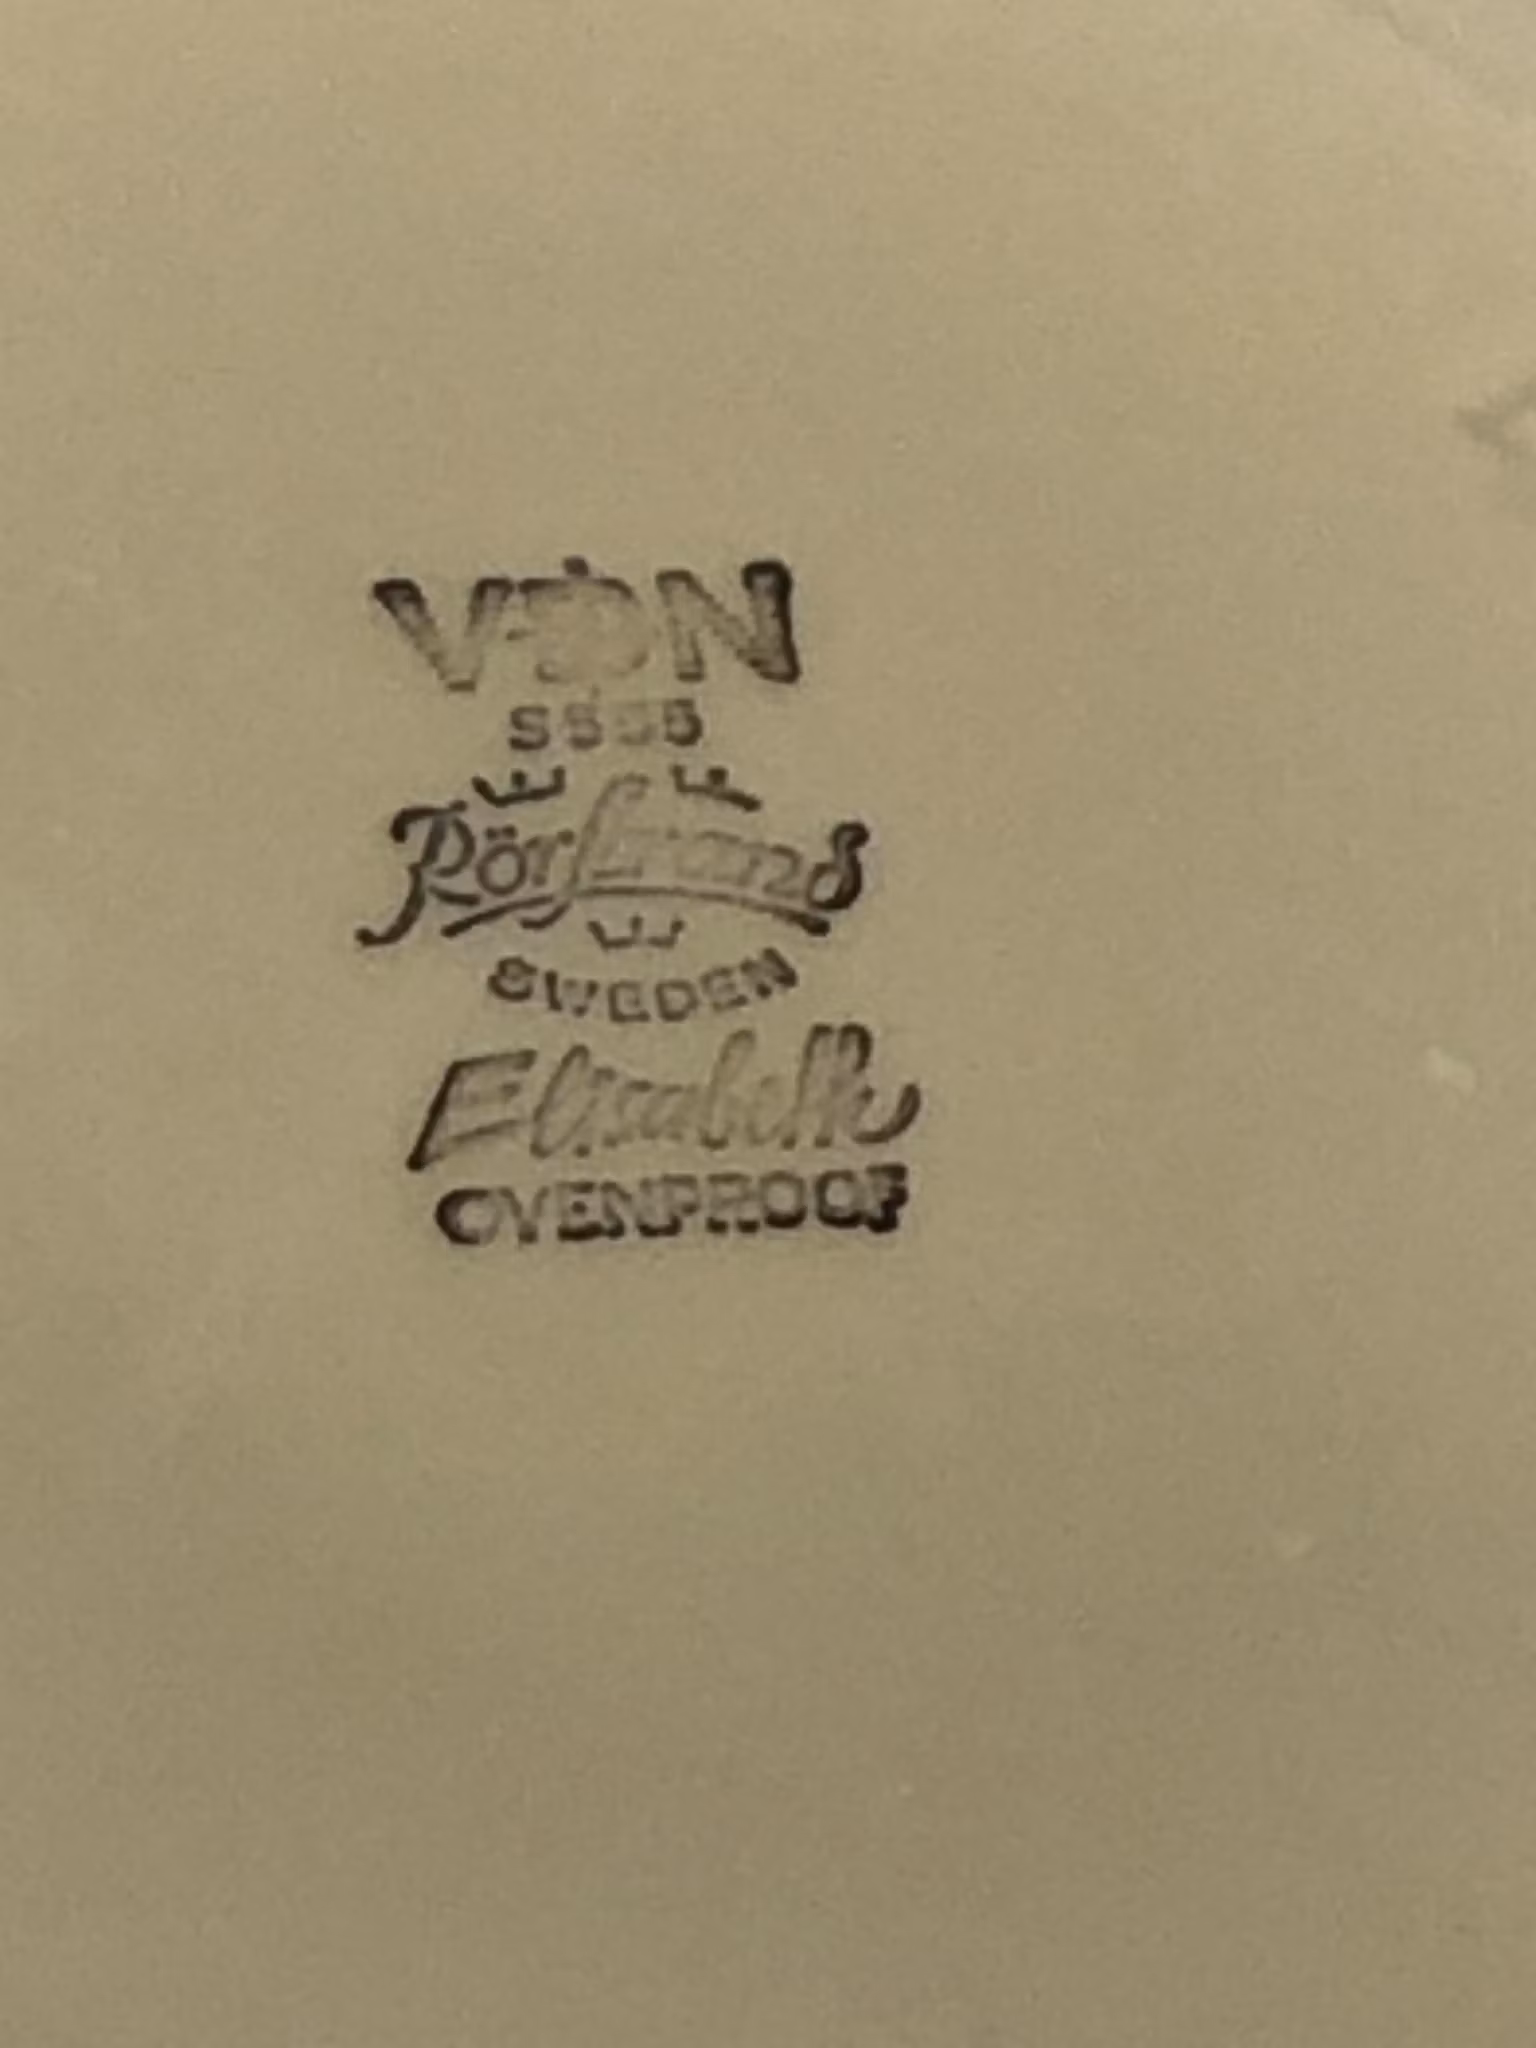 VDN
Rörstrand
SWEDEN
Elisabeth
OVENPROOF